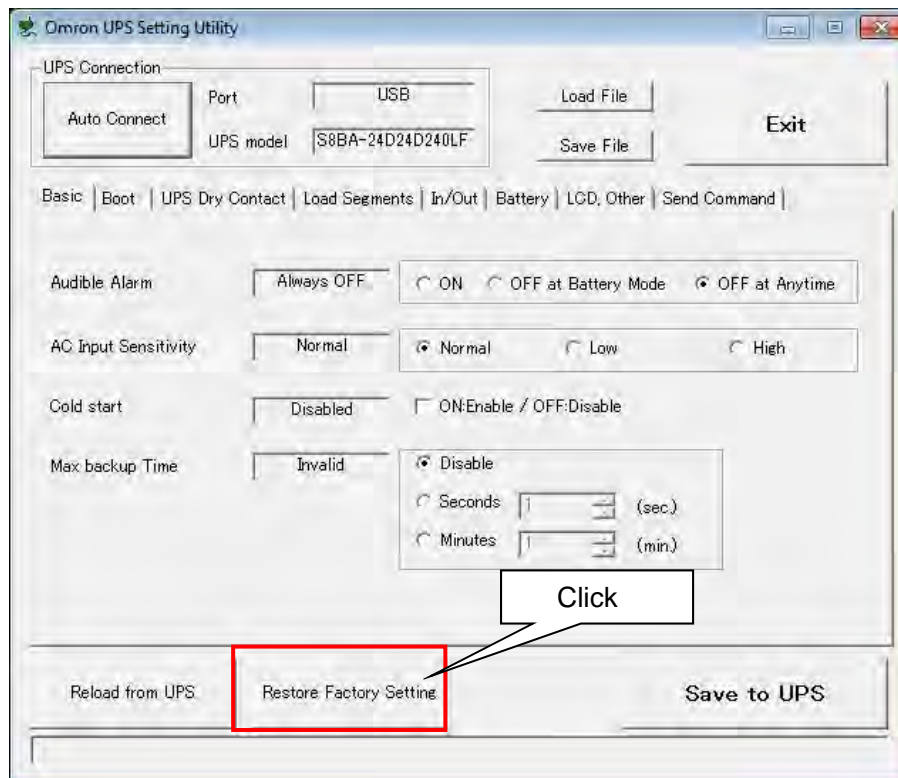 Omron UPS Setting Utility
UPS Connection
Auto Connect
Port
USB
UPS model
S8BA-24D24D240LF
Load File
Save File
Exit
Basic | Boot | UPS Dry Contact | Load Segments | In/Out | Battery | LCD, Other | Send Command |
Audible Alarm Always OFF ON OFF at Battery Mode OFF at Anytime
AC Input Sensitivity Normal Normal Low High
Cold start Disabled ON:Enable / OFF:Disable
Max backup Time Invalid Disable
Seconds 1 (sec.)
Minutes 1 (min.)
Click
Reload from UPS Restore Factory Setting Save to UPS